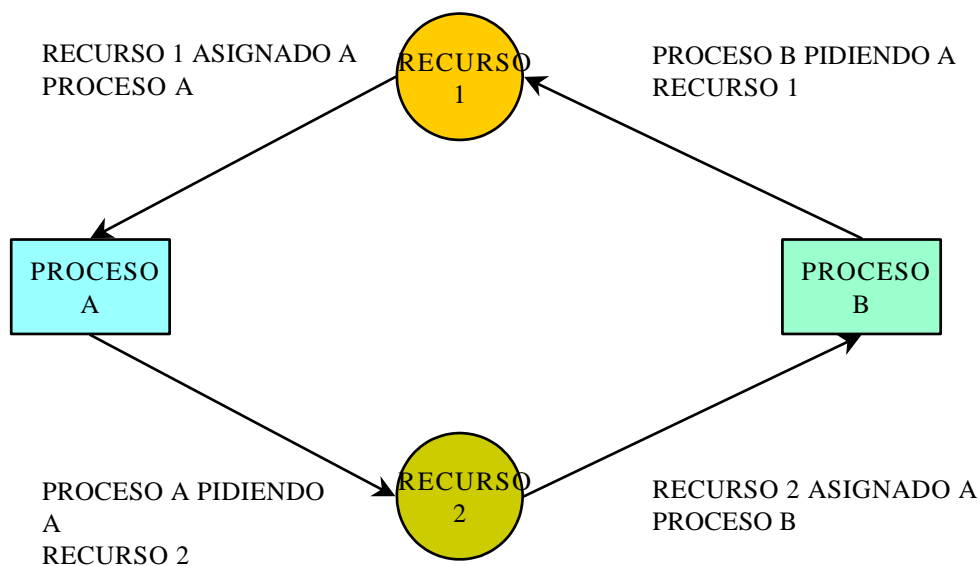 RECURSO 1 ASIGNADO A
PROCESO A
RECURSO
1
PROCESO B PIDIENDO A
RECURSO 1
PROCESO
A
PROCESO
B
PROCESO A PIDIENDO
A
RECURSO 2
RECURSO
2
RECURSO 2 ASIGNADO A
PROCESO B